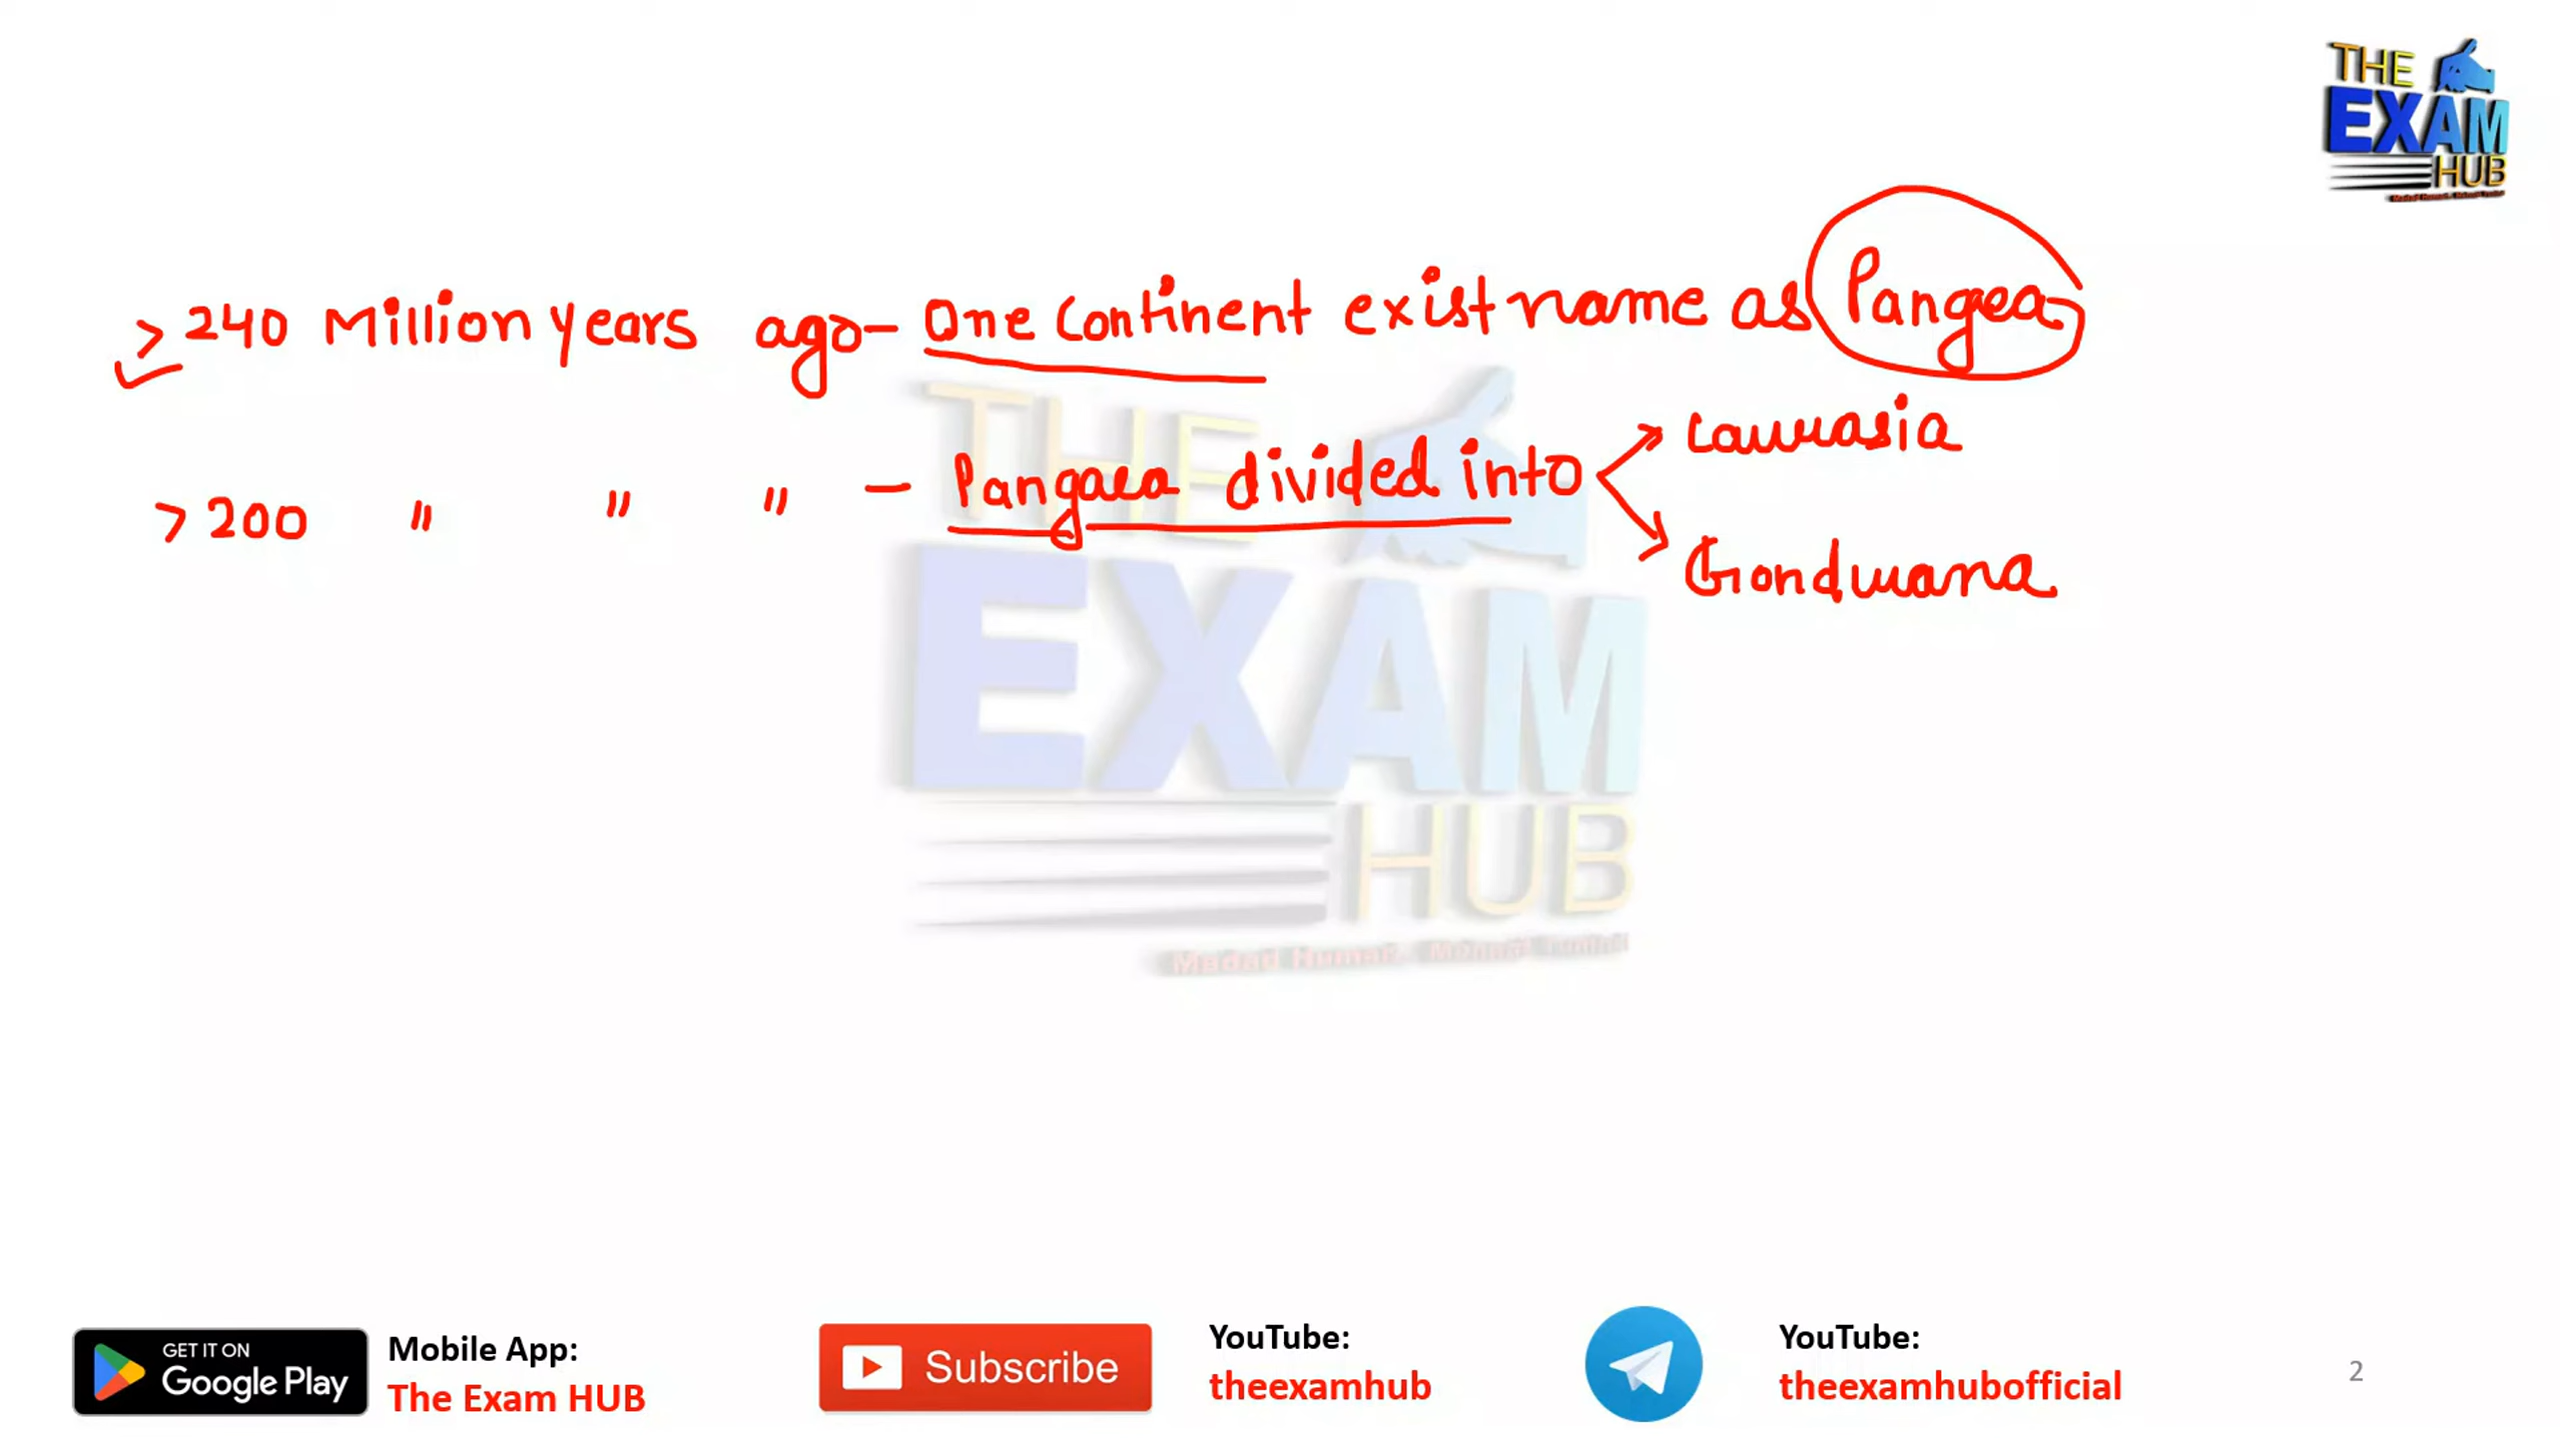 THE
EXAM
HUB
> 240 Million years ago - One Continent exist name as Pangea
> 200 " " " - Pangaea divided into
Laurasia
Gondwana
THE
EXAM
HUB
GET IT ON
Google Play
Mobile App:
The Exam HUB
Subscribe
YouTube:
theexamhub
YouTube:
theexamhubofficial
2